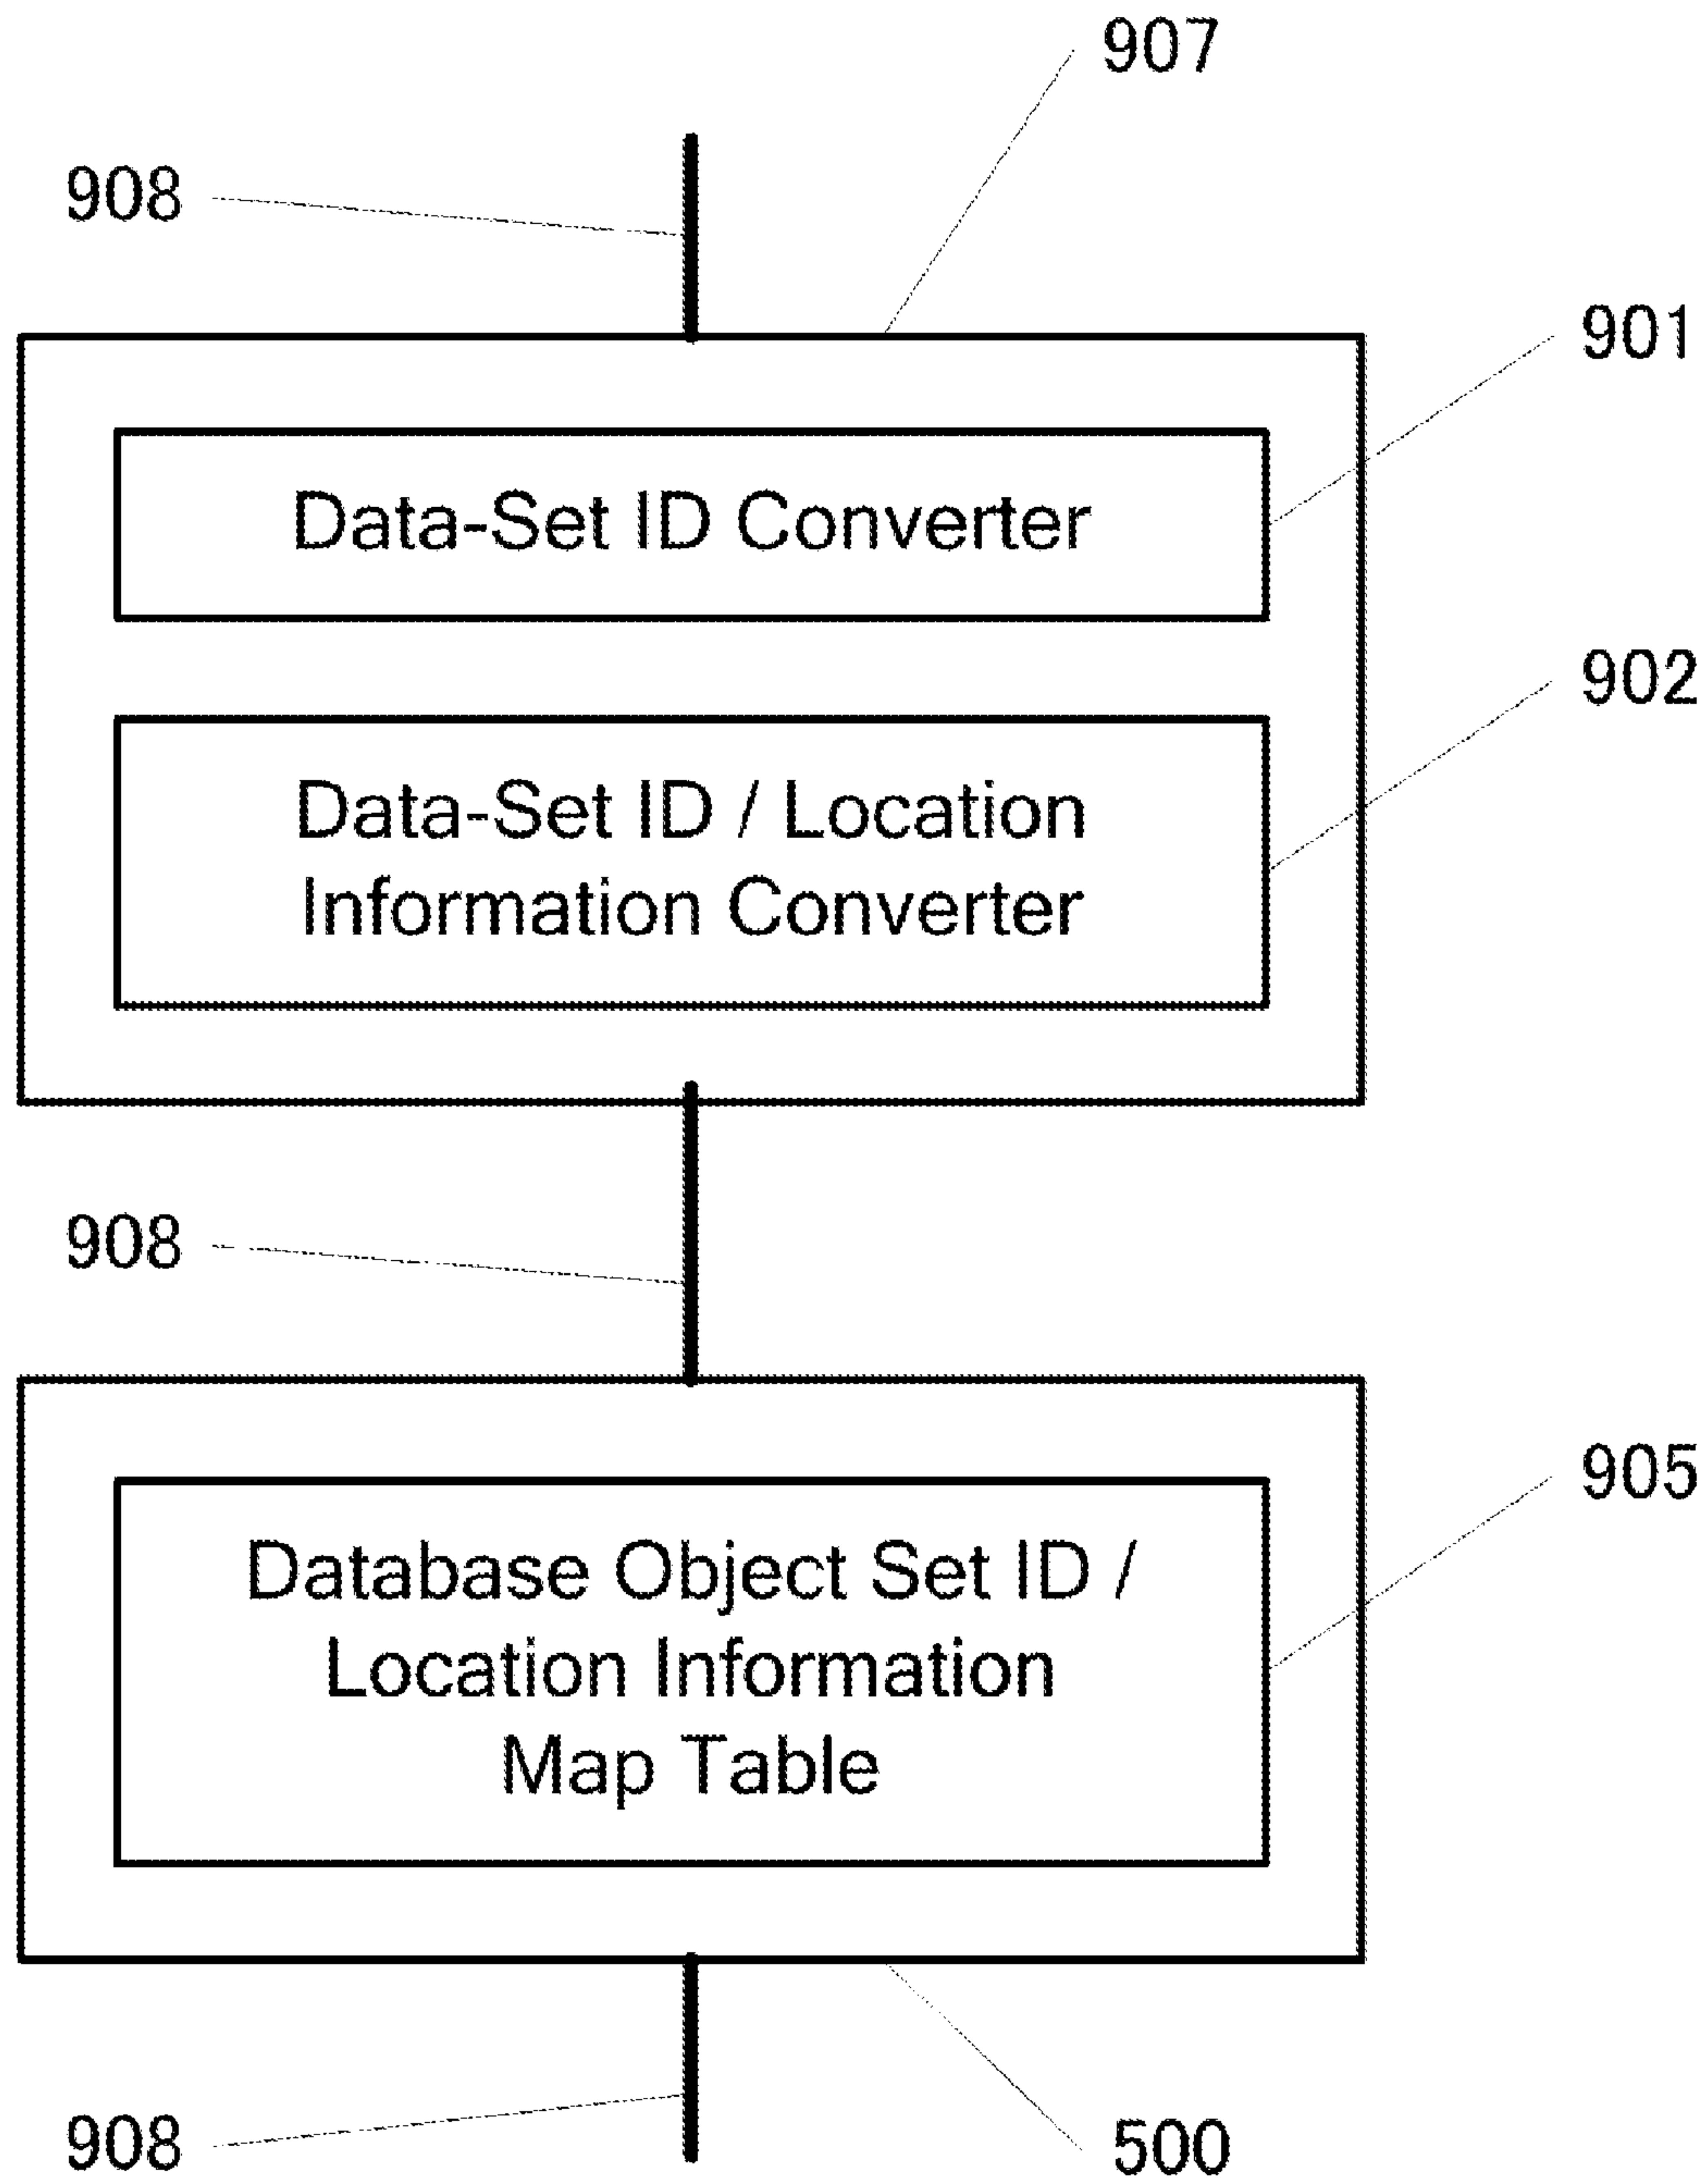 907
908
901
Data-Set ID Converter
902
Data-Set ID / Location
Information Converter
908
905
Database Object Set ID /
Location Information
Map Table
908
500